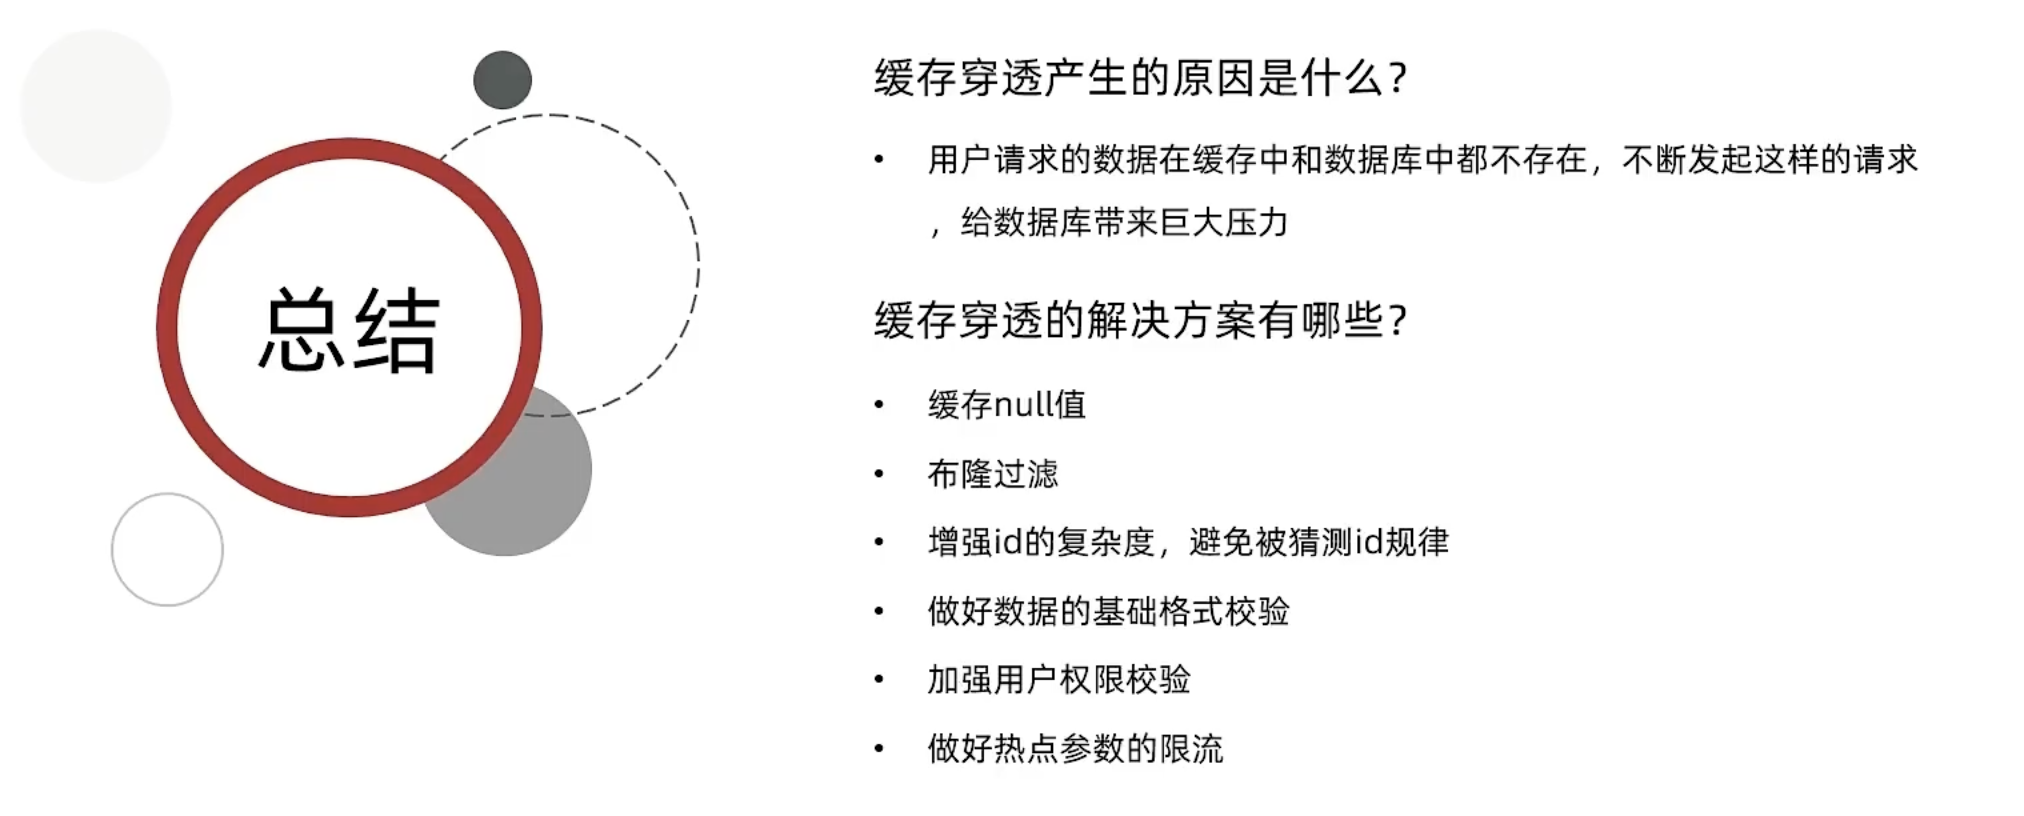 总结
缓存穿透产生的原因是什么？
• 用户请求的数据在缓存中和数据库中都不存在，不断发起这样的请求
，给数据库带来巨大压力
缓存穿透的解决方案有哪些？
• 缓存null值
• 布隆过滤
• 增强id的复杂度，避免被猜测id规律
• 做好数据的基础格式校验
• 加强用户权限校验
• 做好热点参数的限流